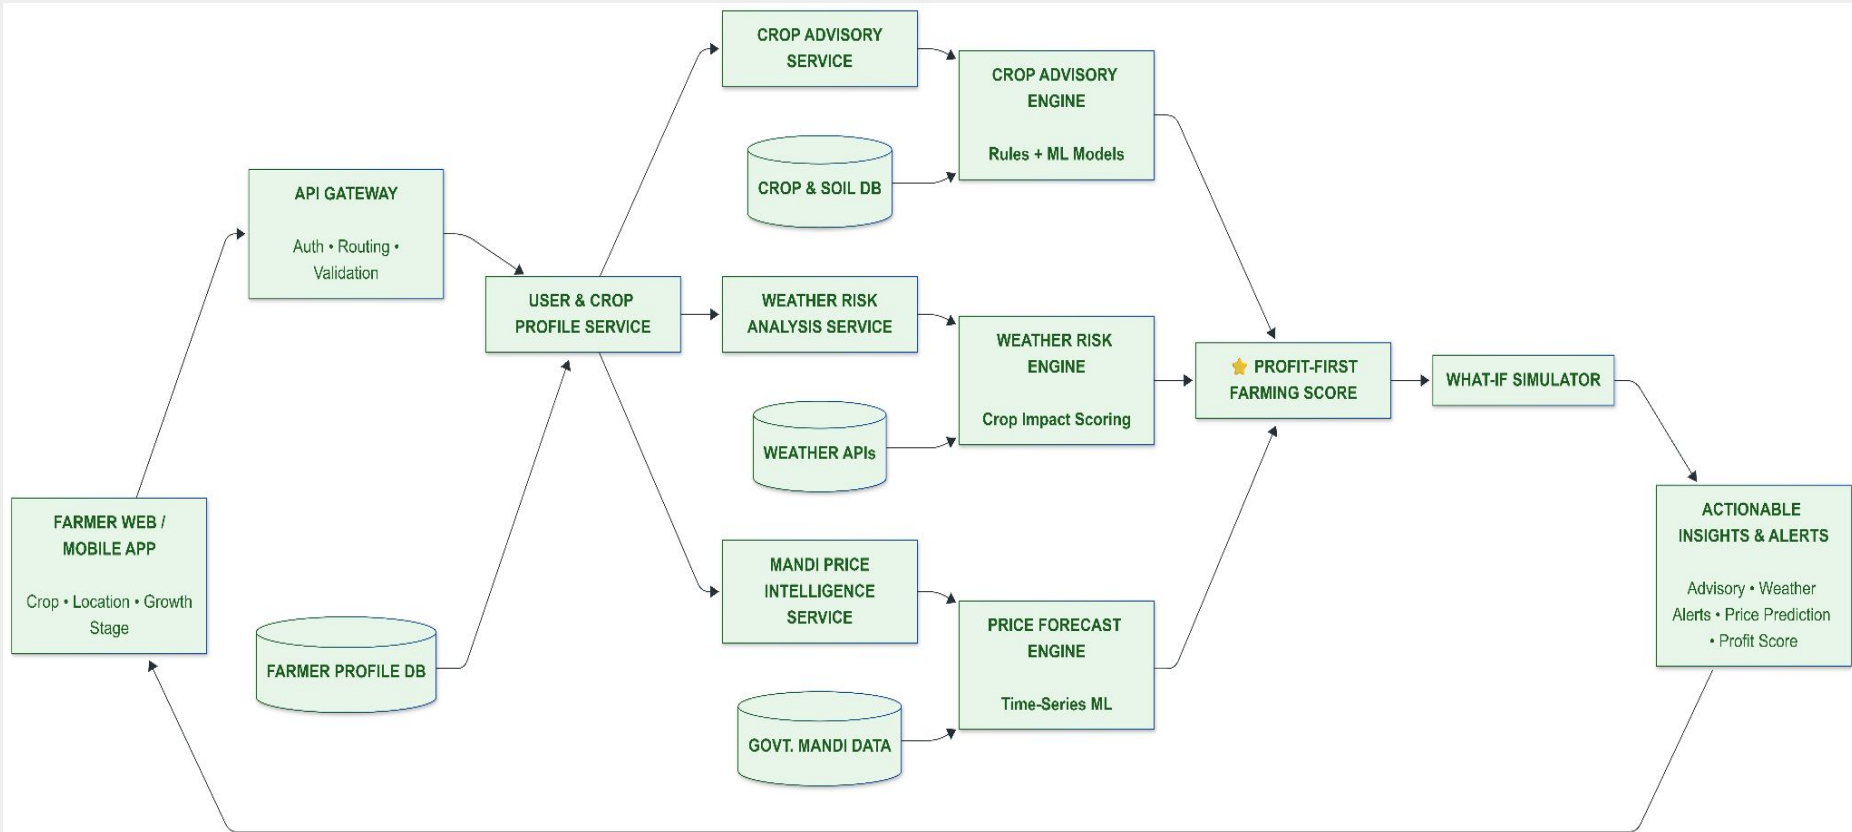 FARMER WEB /
MOBILE APP
Crop • Location • Growth
Stage
API GATEWAY
Auth • Routing •
Validation
FARMER PROFILE DB
USER & CROP
PROFILE SERVICE
CROP ADVISORY
SERVICE
CROP & SOIL DB
CROP ADVISORY
ENGINE
Rules + ML Models
WEATHER RISK
ANALYSIS SERVICE
WEATHER APIs
WEATHER RISK
ENGINE
Crop Impact Scoring
MANDI PRICE
INTELLIGENCE
SERVICE
GOVT. MANDI DATA
PRICE FORECAST
ENGINE
Time-Series ML
⭐ PROFIT-FIRST
FARMING SCORE
WHAT-IF SIMULATOR
ACTIONABLE
INSIGHTS & ALERTS
Advisory • Weather
Alerts • Price Prediction
• Profit Score